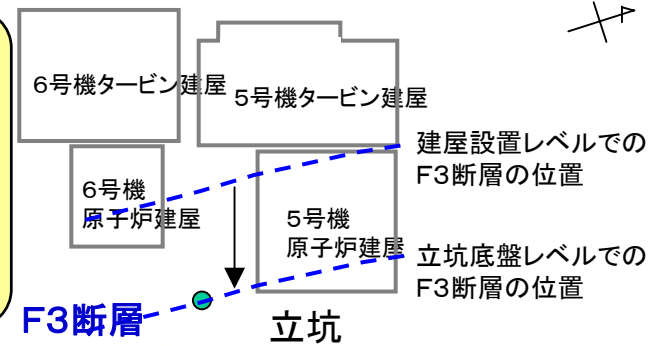 6号機タービン建屋
5号機タービン建屋
建屋設置レベルでの
F3断層の位置
6号機
原子炉建屋
5号機
原子炉建屋
立坑底盤レベルでの
F3断層の位置
F3断層
立坑